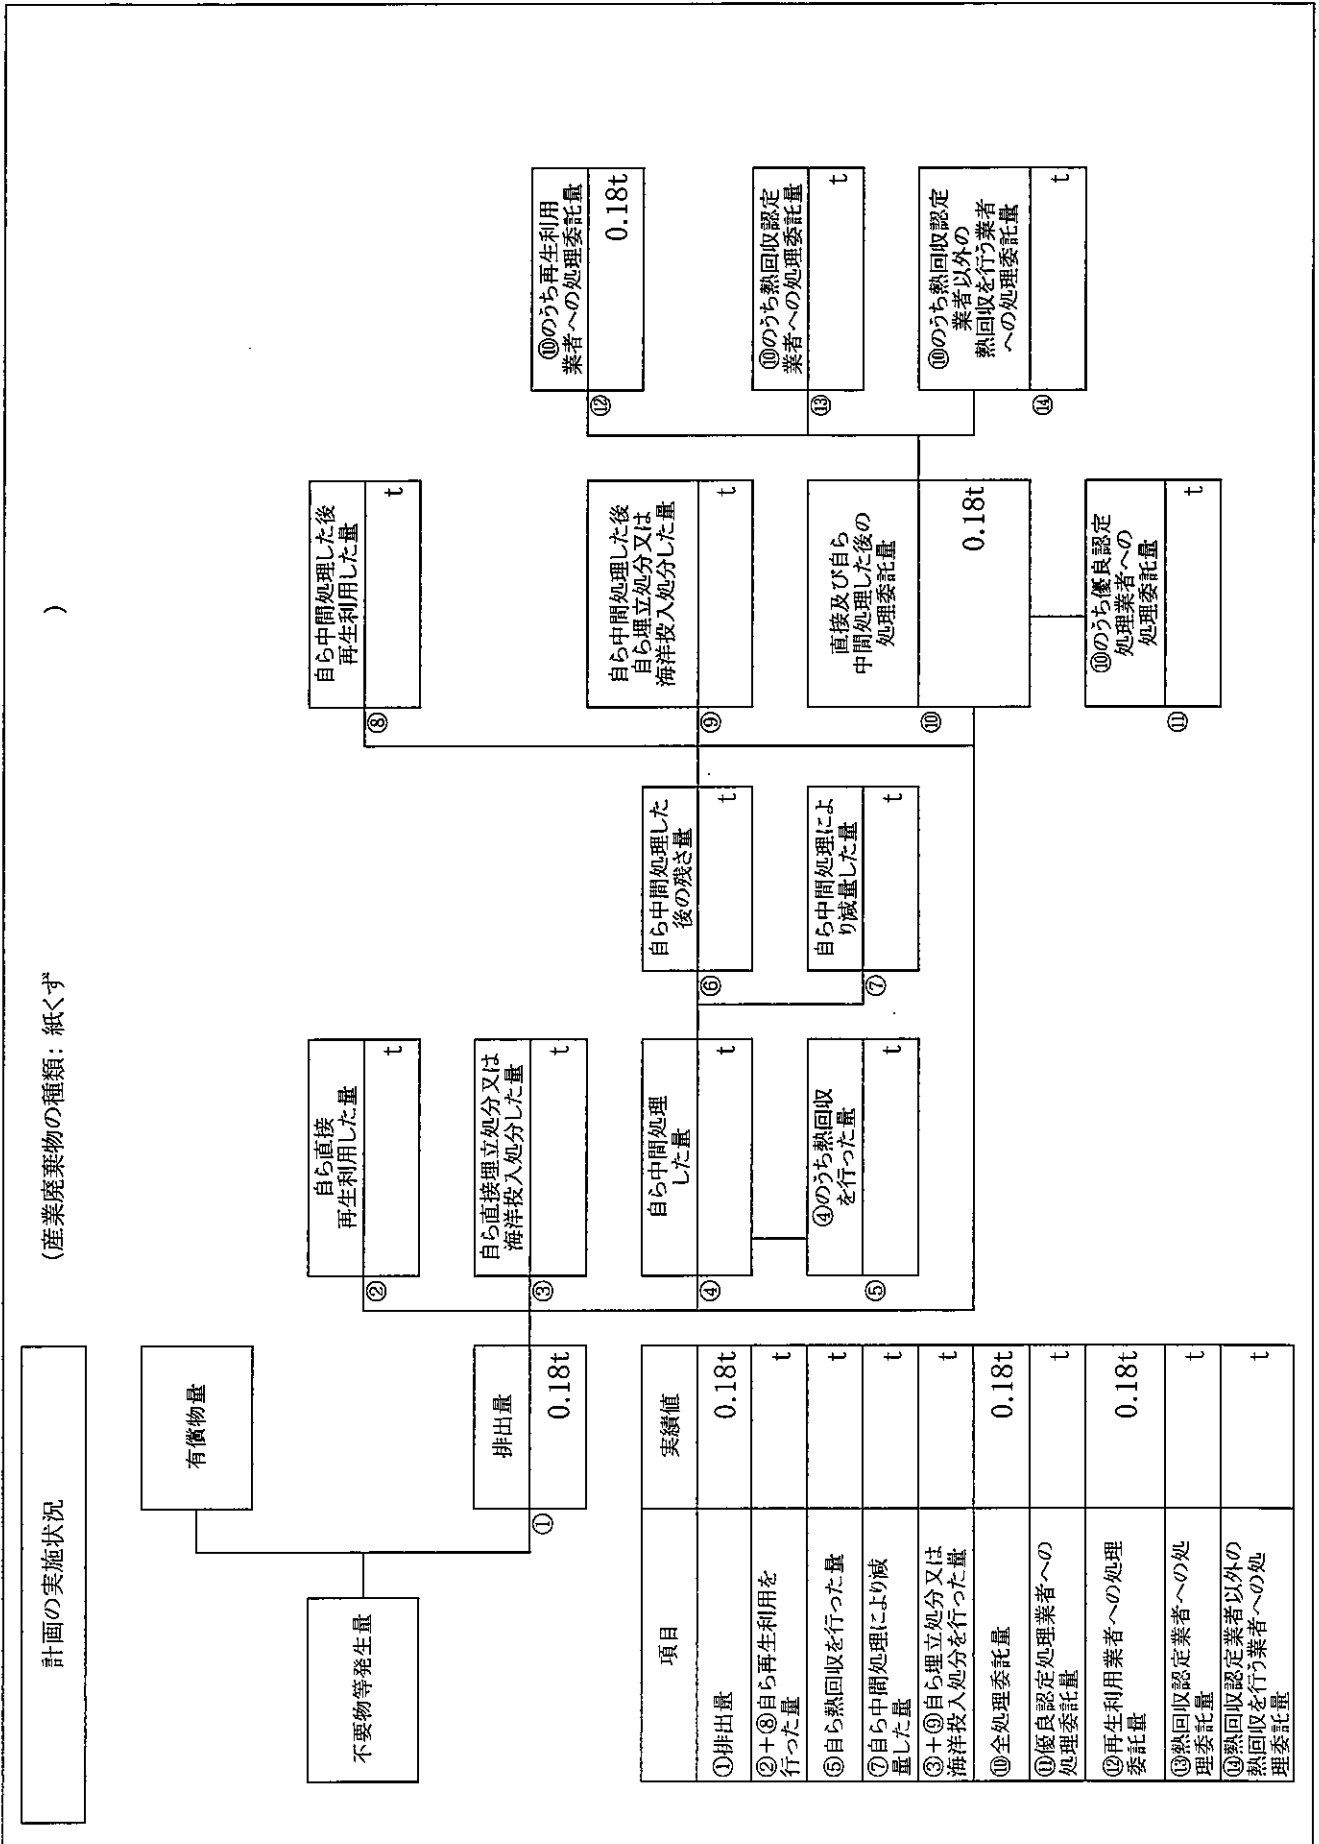 計画の実施状況
(産業廃棄物の種類：紙くず　　　)
有償物量
不要物等発生量
①
排出量
0.18t
②
自ら直接
再生利用した量
t
③
自ら直接埋立処分又は
海洋投入処分した量
t
④
自ら中間処理
した量
t
⑤
④のうち熱回収
を行った量
t
⑥
自ら中間処理した
後の残さ量
t
⑦
自ら中間処理によ
り減量した量
t
⑧
自ら中間処理した後
再生利用した量
t
⑨
自ら中間処理した後
自ら埋立処分又は
海洋投入処分した量
t
⑩
直接及び自ら
中間処理した後の
処理委託量
0.18t
⑪
⑩のうち優良認定
処理業者への
処理委託量
t
⑫
⑩のうち再生利用
業者への処理委託量
0.18t
⑬
⑩のうち熱回収認定
業者への処理委託量
t
⑭
⑩のうち熱回収認定
業者以外の
熱回収を行う業者
への処理委託量
t
項目
実績値
①排出量
0.18t
②+⑧自ら再生利用を
行った量
t
⑤自ら熱回収を行った量
t
⑦自ら中間処理により減
量した量
t
③+⑨自ら埋立処分又は
海洋投入処分を行った量
t
⑩全処理委託量
0.18t
⑪優良認定処理業者への
処理委託量
t
⑫再生利用業者への処理
委託量
0.18t
⑬熱回収認定業者への処
理委託量
t
⑭熱回収認定業者以外の
熱回収を行う業者への処
理委託量
t